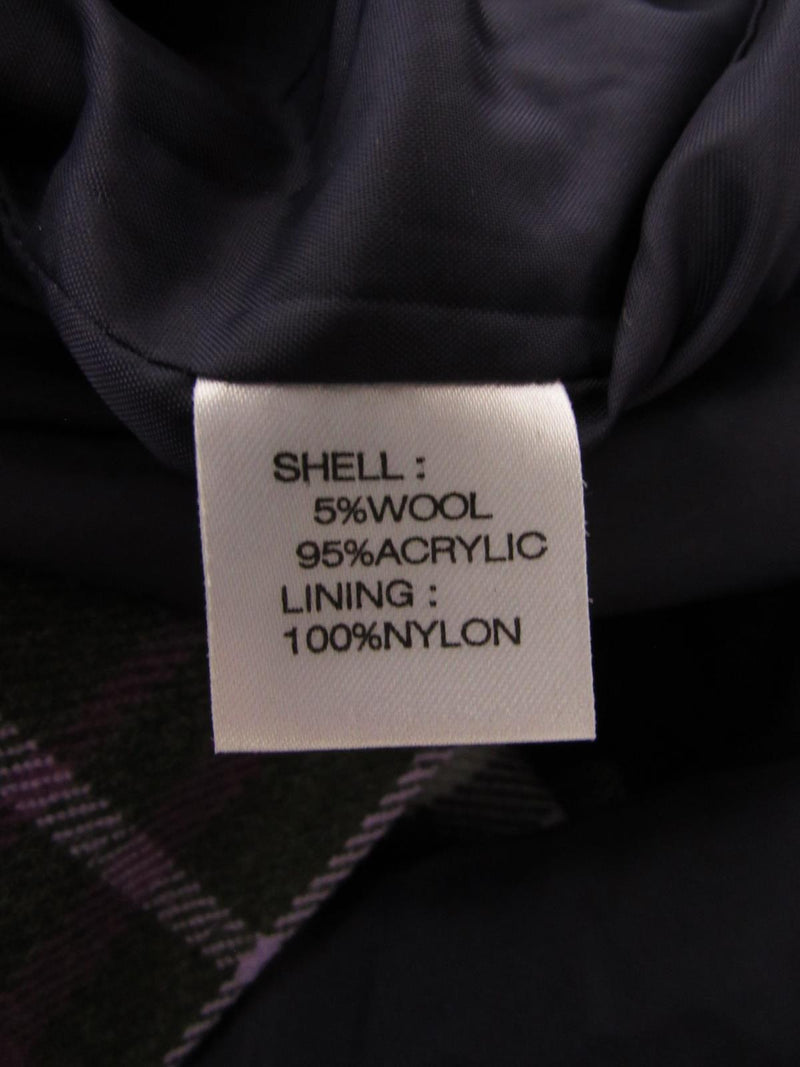 SHELL :
5%WOOL
95%ACRYLIC
LINING :
100%NYLON